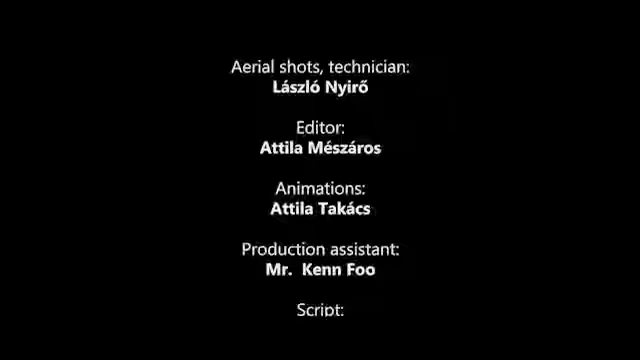 Aerial shots, technician:
László Nyirő
Editor:
Attila Mészáros
Animations:
Attila Takács
Production assistant:
Mr.  Kenn Foo
Script: